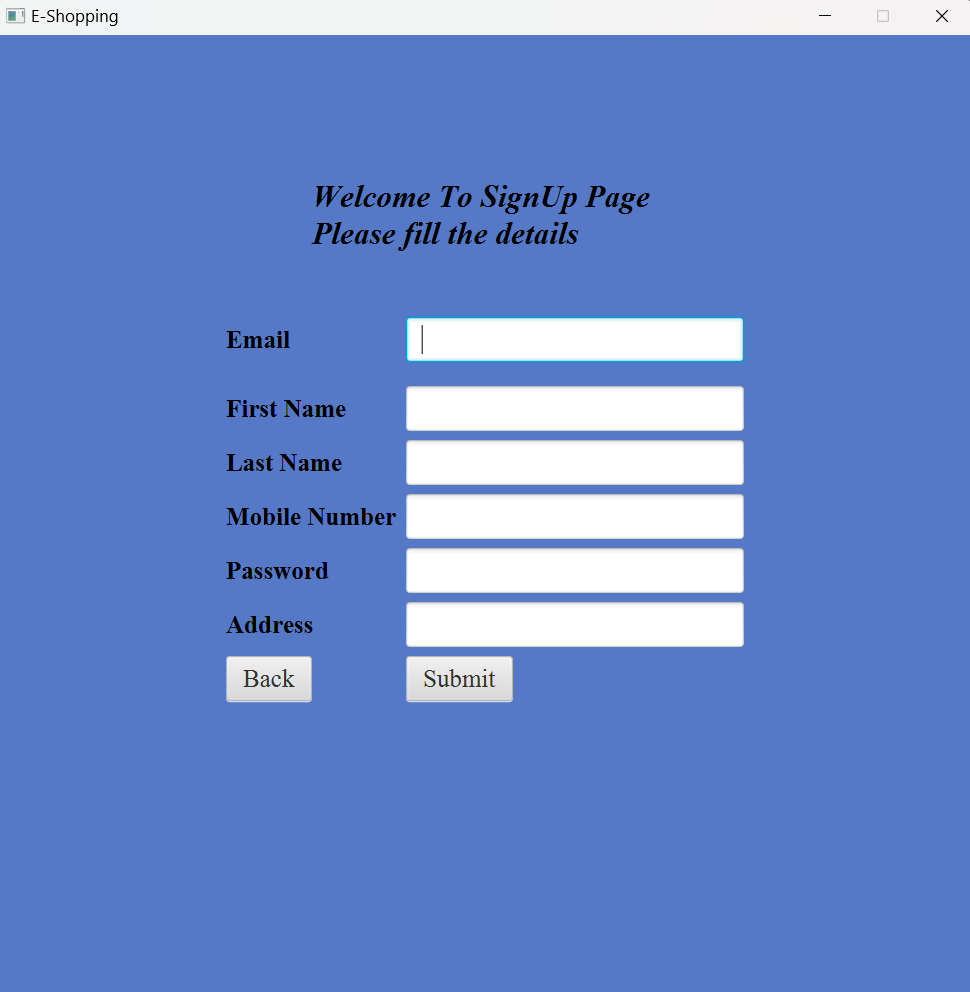 E-Shopping
Welcome To SignUp Page
Please fill the details
Email
First Name
Last Name
Mobile Number
Password
Address
Back Submit